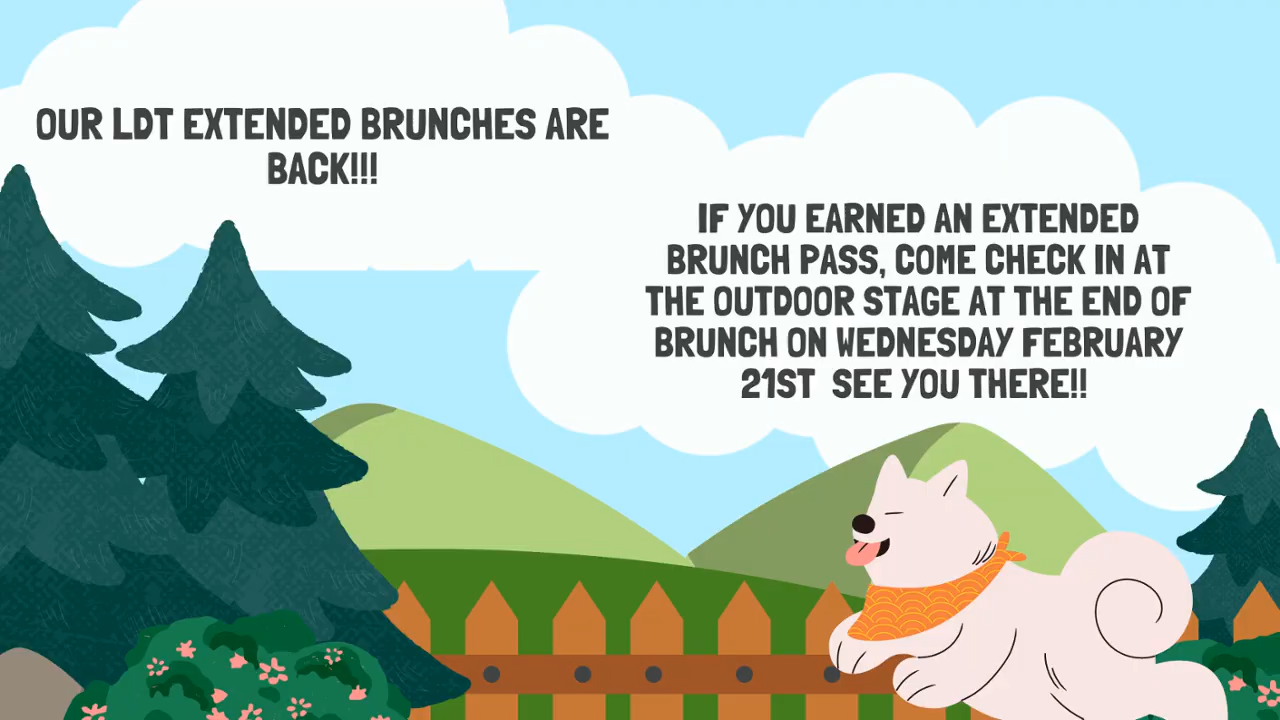 OUR LDT EXTENDED BRUNCHES ARE
BACK!!!
IF YOU EARNED AN EXTENDED
BRUNCH PASS, COME CHECK IN AT
THE OUTDOOR STAGE AT THE END OF
BRUNCH ON WEDNESDAY FEBRUARY
21ST SEE YOU THERE!!